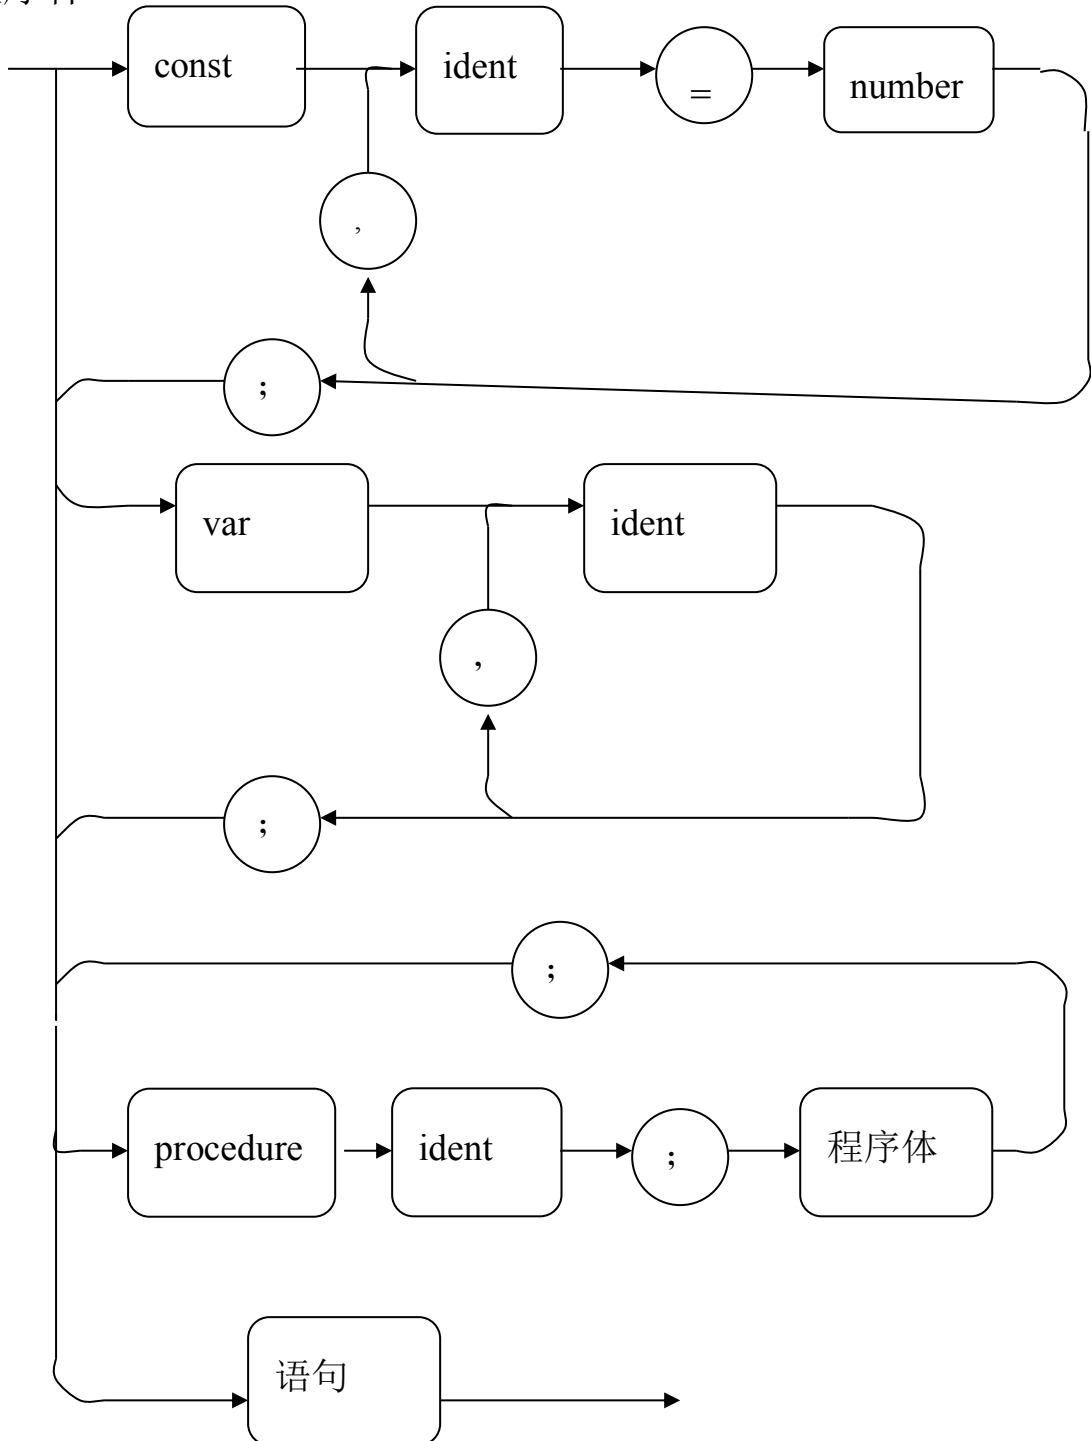 const ident = number
,
;
var ident
,
;
;
procedure ident ; 程序体
语句